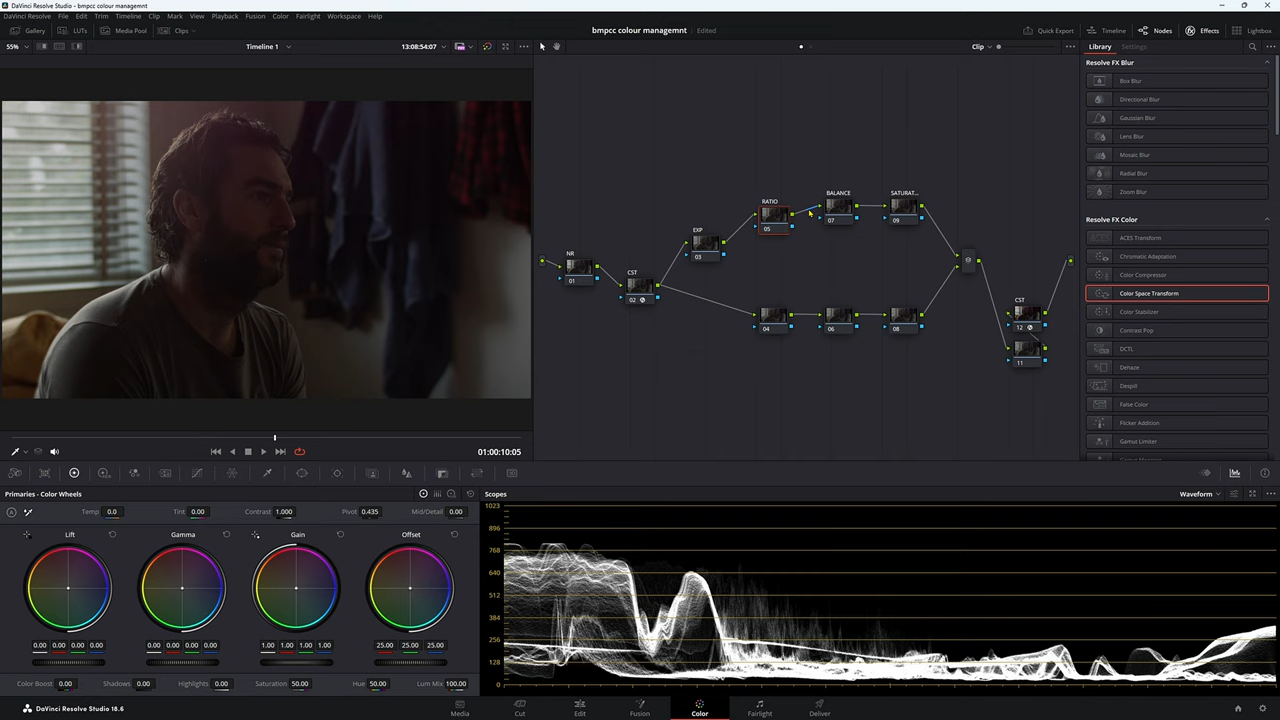 DaVinci Resolve Studio - bmpcc colour managemnt
DaVinci Resolve File Edit Trim Timeline Clip Mark View Playback Fusion Color Fairlight Workspace Help
Gallery LUTs Media Pool Clips bmpcc colour managemnt Edited Quick Export Timeline Nodes Effects Lightbox
55% Timeline 1 13:08:54:07 Clip Library Settings
Resolve FX Blur
Box Blur
Directional Blur
Gaussian Blur
Lens Blur
Mosaic Blur
Radial Blur
Zoom Blur
Resolve FX Color
ACES Transform
Chromatic Adaptation
Color Compressor
Color Space Transform
Color Stabilizer
Contrast Pop
DCTL
Dehaze
Despill
False Color
Flicker Addition
Gamut Limiter
NR
01
CST
02
EXP
03
RATIO
05
BALANCE
07
SATURAT...
09
04
06
08
CST
12
11
01:00:10:05
Primaries - Color Wheels
Temp 0.0 Tint 0.00 Contrast 1.000 Pivot 0.435 Mid/Detail 0.00
Lift Gamma Gain Offset
0.00 0.00 0.00 0.00 0.00 0.00 0.00 0.00 1.00 1.00 1.00 1.00 25.00 25.00 25.00
Color Boost 0.00 Shadows 0.00 Highlights 0.00 Saturation 50.00 Hue 50.00 Lum Mix 100.00
Scopes Waveform
1023
896
768
640
512
384
256
128
0
DaVinci Resolve Studio 18.6
Media Cut Edit Fusion Color Fairlight Deliver